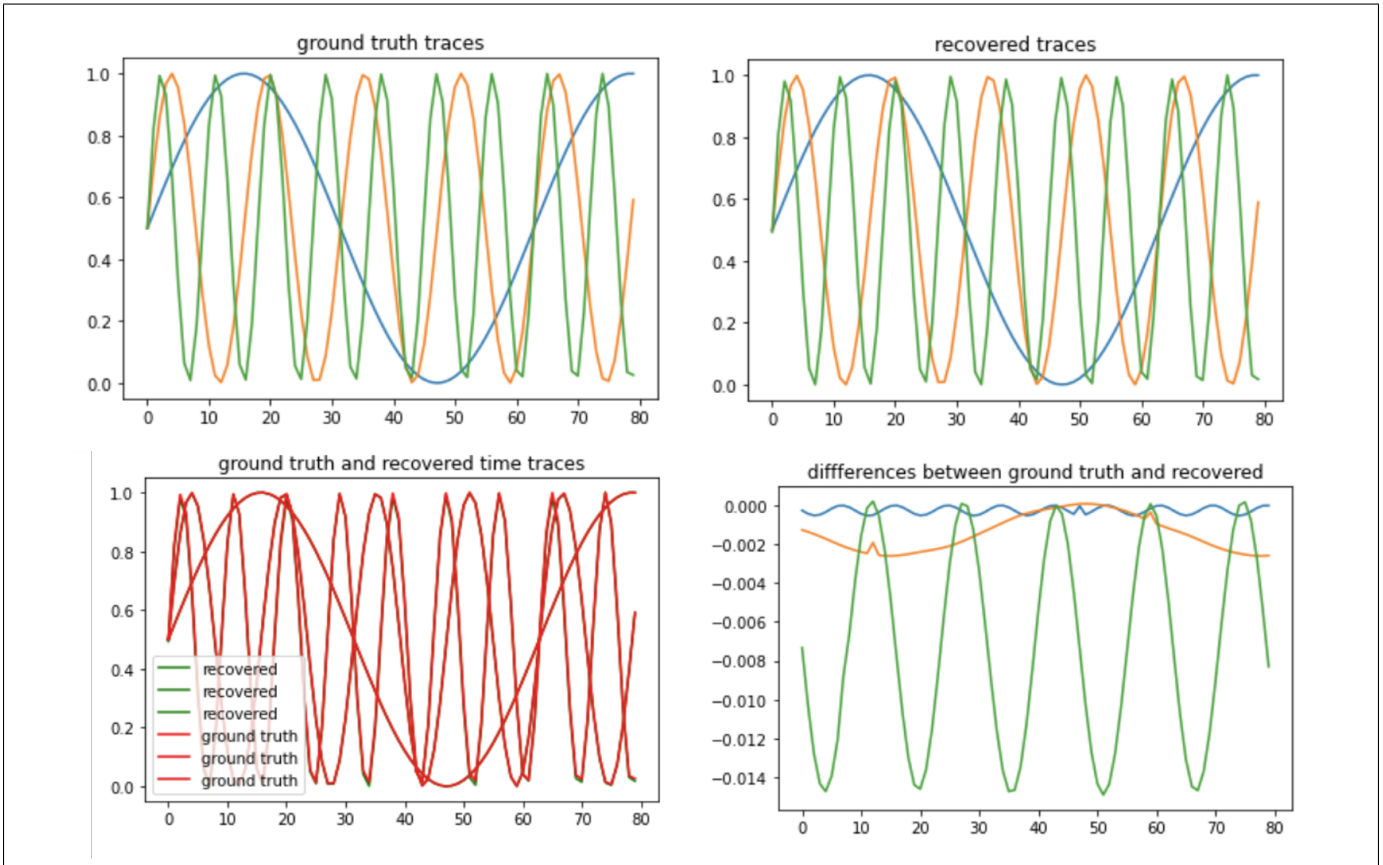 ground truth traces
1.0
0.8
0.6
0.4
0.2
0.0
0 10 20 30 40 50 60 70 80
recovered traces
1.0
0.8
0.6
0.4
0.2
0.0
0 10 20 30 40 50 60 70 80
ground truth and recovered time traces
1.0
0.8
0.6
0.4
0.2
0.0
recovered
recovered
recovered
ground truth
ground truth
ground truth
0 10 20 30 40 50 60 70 80
diffferences between ground truth and recovered
0.000
−0.002
−0.004
−0.006
−0.008
−0.010
−0.012
−0.014
0 10 20 30 40 50 60 70 80